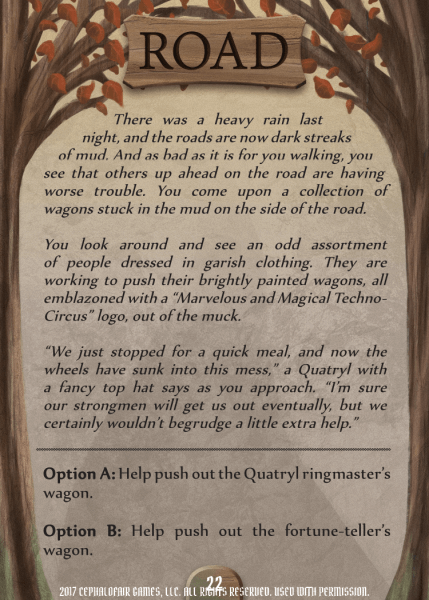 ROAD
There was a heavy rain last
night, and the roads are now dark streaks
of mud. And as bad as it is for you walking, you
see that others up ahead on the road are having
worse trouble. You come upon a collection of
wagons stuck in the mud on the side of the road.
You look around and see an odd assortment
of people dressed in garish clothing. They are
working to push their brightly painted wagons, all
emblazoned with a “Marvelous and Magical Techno-
Circus” logo, out of the muck.
“We just stopped for a quick meal, and now the
wheels have sunk into this mess,” a Quatryl with
a fancy top hat says as you approach. “I’m sure
our strongmen will get us out eventually, but we
certainly wouldn’t begrudge a little extra help.”
Option A: Help push out the Quatryl ringmaster’s
wagon.
Option B: Help push out the fortune-teller’s
wagon.
22
2017 CEPHALOFAIR GAMES, LLC. ALL RIGHTS RESERVED. USED WITH PERMISSION.